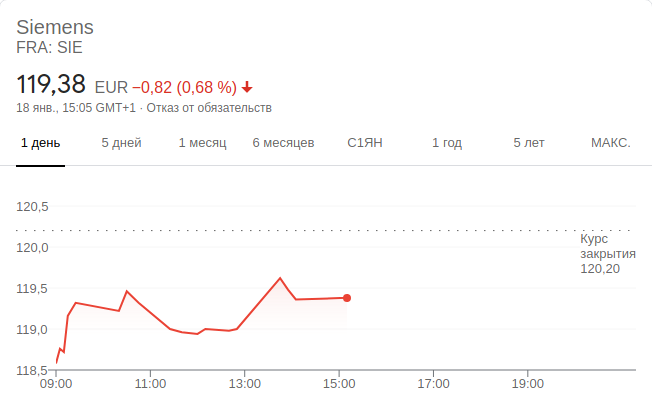 Siemens
FRA: SIE
119,38 EUR −0,82 (0,68 %)
18 янв., 15:05 GMT+1 · Отказ от обязательств
1 день 5 дней 1 месяц 6 месяцев С1ЯН 1 год 5 лет МАКС.
120,5
Курс
120,0
закрытия
120,20
119,5
119,0
118,5
09:00 11:00 13:00 15:00 17:00 19:00